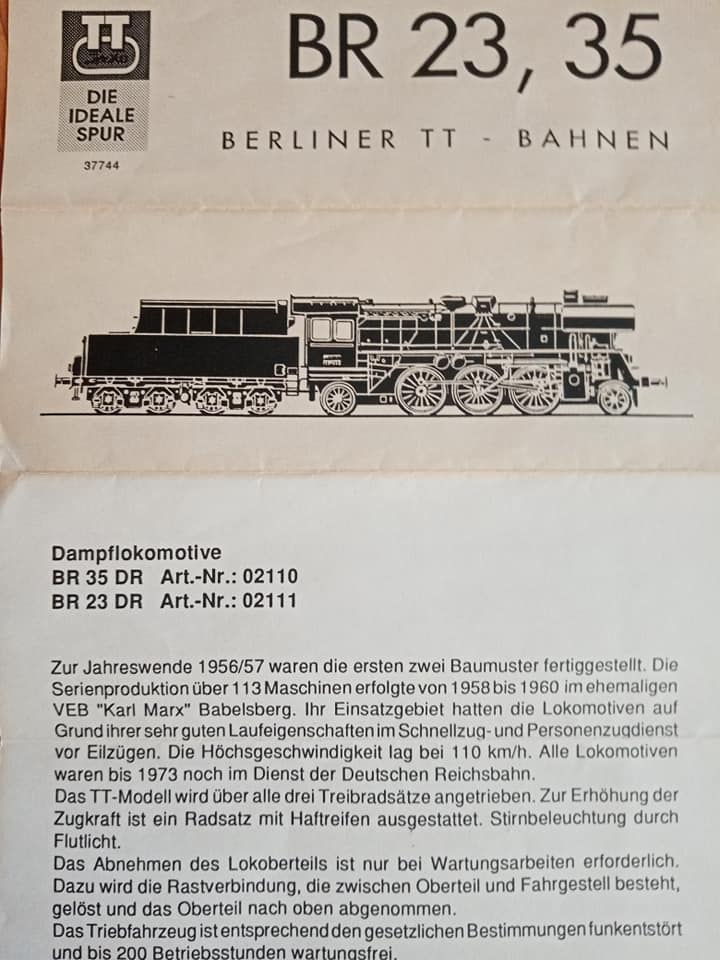 TT
BR 23, 35
DIE
IDEALE
SPUR
BERLINER TT - BAHNEN
37744
Dampflokomotive
BR 35 DR Art.-Nr.: 02110
BR 23 DR Art.-Nr.: 02111
Zur Jahreswende 1956/57 waren die ersten zwei Baumuster fertiggestellt. Die
Serienproduktion über 113 Maschinen erfolgte von 1958 bis 1960 im ehemaligen
VEB "Karl Marx" Babelsberg. Ihr Einsatzgebiet hatten die Lokomotiven auf
Grund ihrer sehr guten Laufeigenschaften im Schnellzug- und Personenzugdienst
vor Eilzügen. Die Höchsgeschwindigkeit lag bei 110 km/h. Alle Lokomotiven
waren bis 1973 noch im Dienst der Deutschen Reichsbahn.
Das TT-Modell wird über alle drei Treibradsätze angetrieben. Zur Erhöhung der
Zugkraft ist ein Radsatz mit Haftreifen ausgestattet. Stirnbeleuchtung durch
Flutlicht.
Das Abnehmen des Lokoberteils ist nur bei Wartungsarbeiten erforderlich.
Dazu wird die Rastverbindung, die zwischen Oberteil und Fahrgestell besteht,
gelöst und das Oberteil nach oben abgenommen.
Das Triebfahrzeug ist entsprechend den gesetzlichen Bestimmungen funkentstört
und bis 200 Betriebsstunden wartungsfrei.